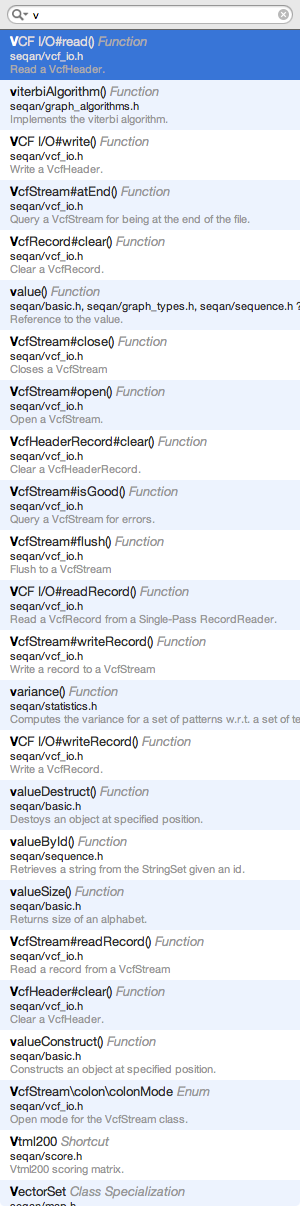 v
VCF I/O#read() Function
seqan/vcf_io.h
Read a VcfHeader.
viterbiAlgorithm() Function
seqan/graph_algorithms.h
Implements the viterbi algorithm.
VCF I/O#write() Function
seqan/vcf_io.h
Write a VcfHeader.
VcfStream#atEnd() Function
seqan/vcf_io.h
Query a VcfStream for being at the end of the file.
VcfRecord#clear() Function
seqan/vcf_io.h
Clear a VcfRecord.
value() Function
seqan/basic.h, seqan/graph_types.h, seqan/sequence.h ?
Reference to the value.
VcfStream#close() Function
seqan/vcf_io.h
Closes a VcfStream
VcfStream#open() Function
seqan/vcf_io.h
Open a VcfStream.
VcfHeaderRecord#clear() Function
seqan/vcf_io.h
Clear a VcfHeaderRecord.
VcfStream#isGood() Function
seqan/vcf_io.h
Query a VcfStream for errors.
VcfStream#flush() Function
seqan/vcf_io.h
Flush to a VcfStream
VCF I/O#readRecord() Function
seqan/vcf_io.h
Read a VcfRecord from a Single-Pass RecordReader.
VcfStream#writeRecord() Function
seqan/vcf_io.h
Write a record to a VcfStream
variance() Function
seqan/statistics.h
Computes the variance for a set of patterns w.r.t. a set of te
VCF I/O#writeRecord() Function
seqan/vcf_io.h
Write a VcfRecord.
valueDestruct() Function
seqan/basic.h
Destoys an object at specified position.
valueById() Function
seqan/sequence.h
Retrieves a string from the StringSet given an id.
valueSize() Function
seqan/basic.h
Returns size of an alphabet.
VcfStream#readRecord() Function
seqan/vcf_io.h
Read a record from a VcfStream
VcfHeader#clear() Function
seqan/vcf_io.h
Clear a VcfHeader.
valueConstruct() Function
seqan/basic.h
Constructs an object at specified position.
VcfStream\colon\colonMode Enum
seqan/vcf_io.h
Open mode for the VcfStream class.
Vtml200 Shortcut
seqan/score.h
Vtml200 scoring matrix.
VectorSet Class Specialization
seqan/map.h